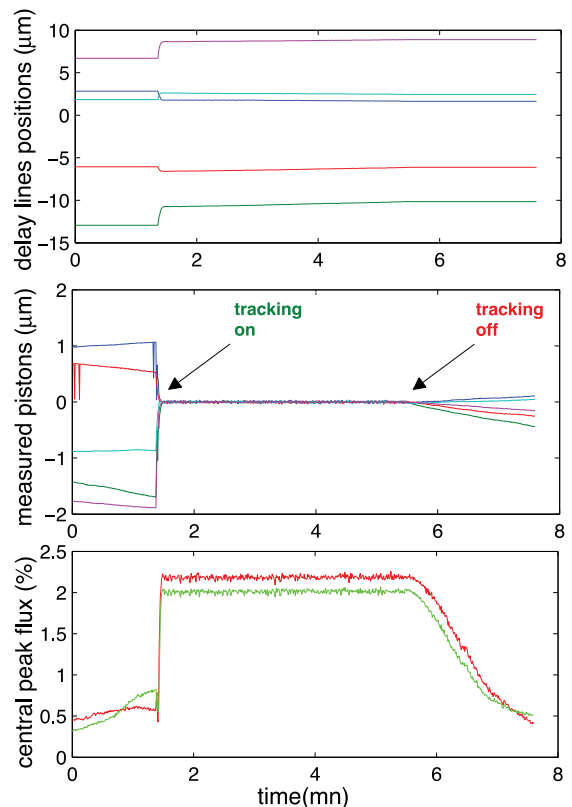 10
5
0
−5
−10
−15
0 2 4 6 8
delay lines positions (μm)
2
1
0
−1
−2
0 2 4 6 8
measured pistons (μm)
tracking
on
tracking
off
2.5
2
1.5
1
0.5
0
0 2 4 6 8
central peak flux (%)
time(mn)